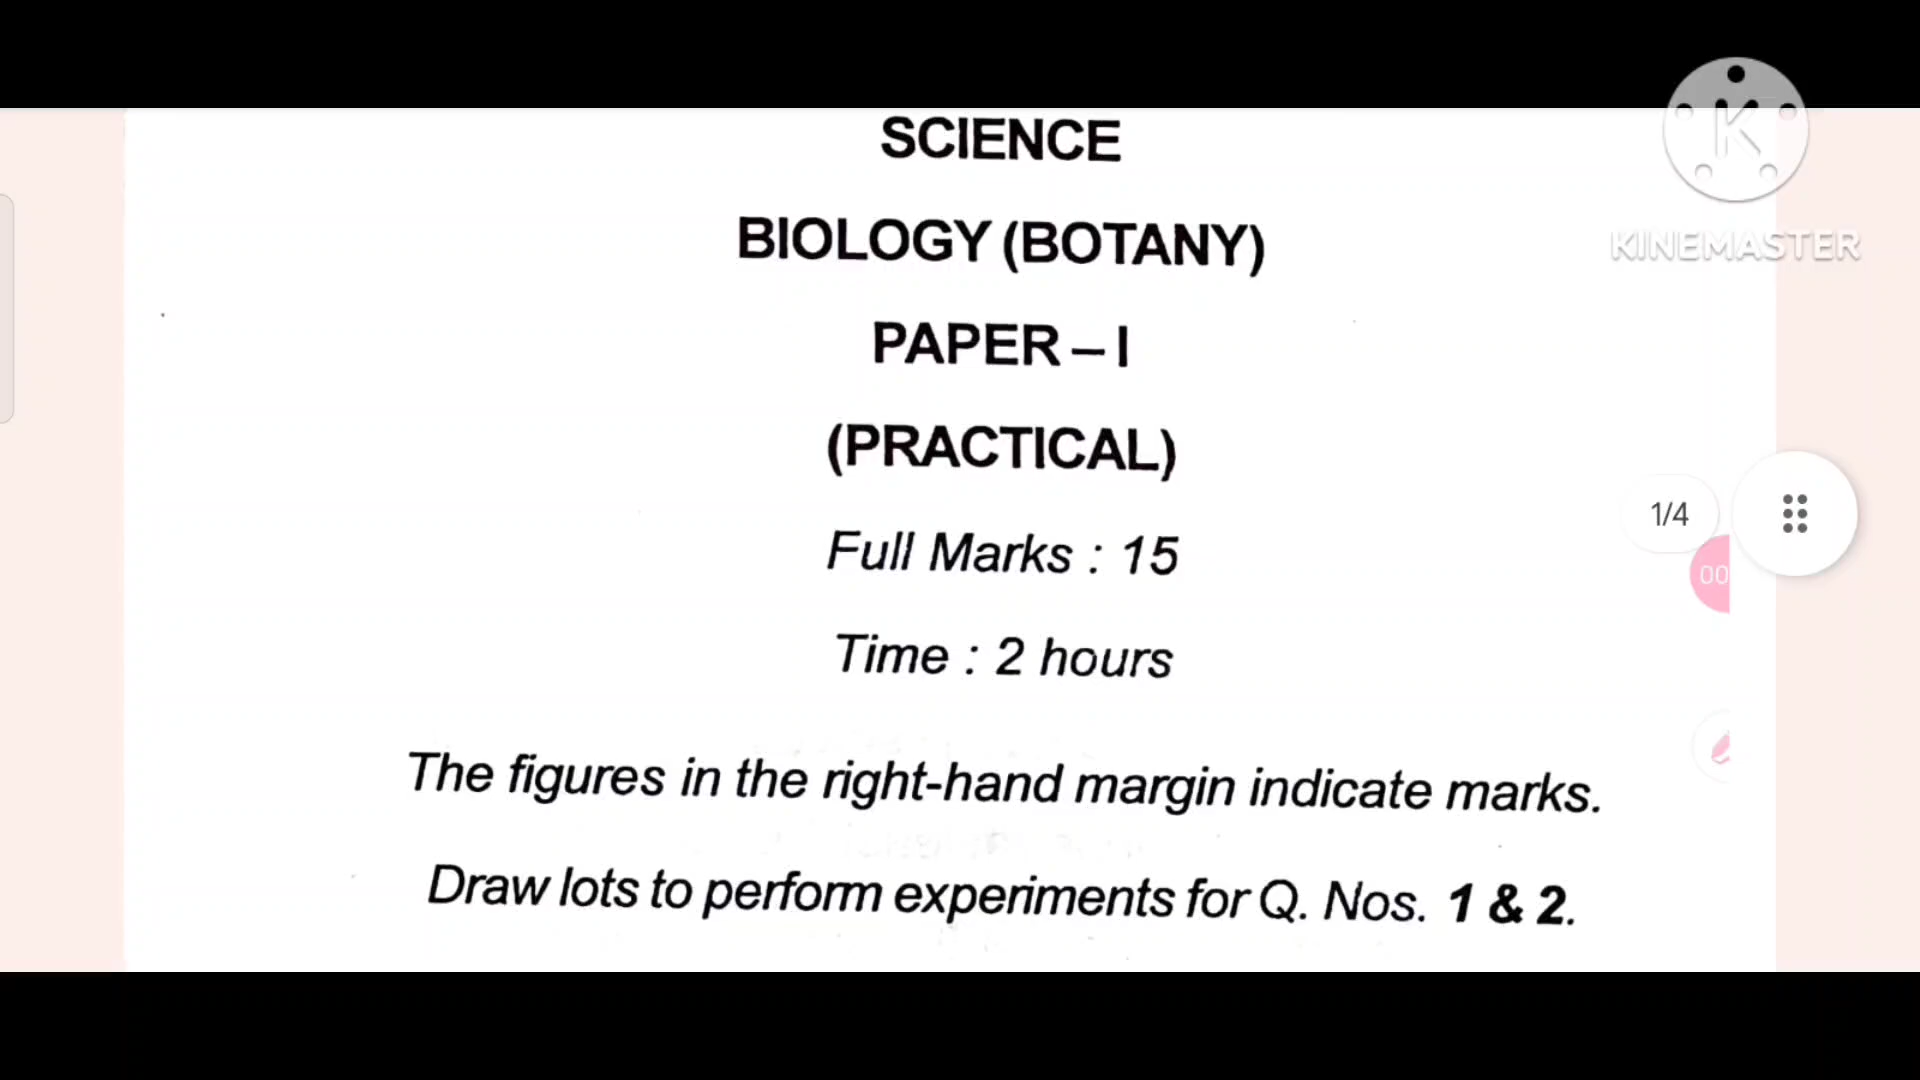 SCIENCE
BIOLOGY (BOTANY)
PAPER – I
(PRACTICAL)
Full Marks : 15
Time : 2 hours
The figures in the right-hand margin indicate marks.
Draw lots to perform experiments for Q. Nos. 1 & 2.
K
KINEMASTER
1/4
00